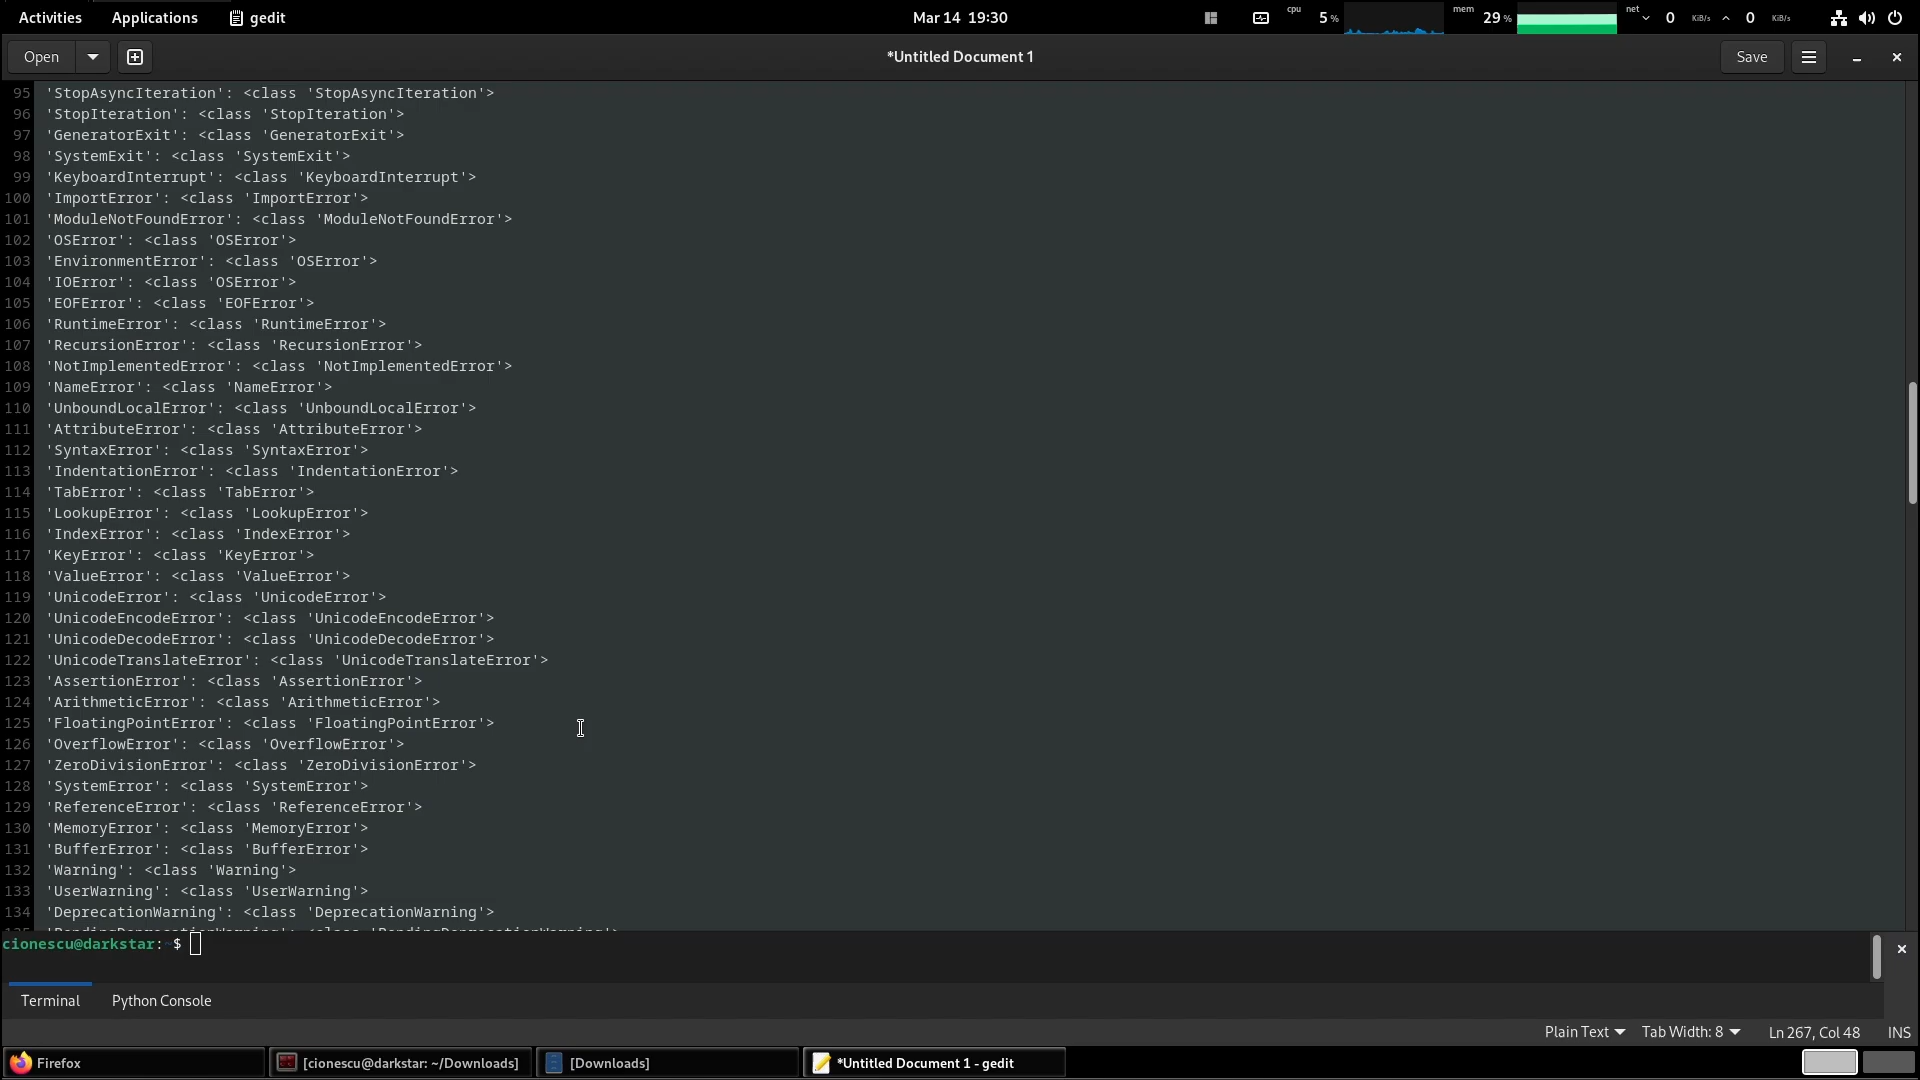 Activities Applications gedit Mar 14 19:30 cpu 5 % mem 29 % net 0 KiB/s 0 KiB/s
Open *Untitled Document 1 Save
95 'StopAsyncIteration': <class 'StopAsyncIteration'>
96 'StopIteration': <class 'StopIteration'>
97 'GeneratorExit': <class 'GeneratorExit'>
98 'SystemExit': <class 'SystemExit'>
99 'KeyboardInterrupt': <class 'KeyboardInterrupt'>
100 'ImportError': <class 'ImportError'>
101 'ModuleNotFoundError': <class 'ModuleNotFoundError'>
102 'OSError': <class 'OSError'>
103 'EnvironmentError': <class 'OSError'>
104 'IOError': <class 'OSError'>
105 'EOFError': <class 'EOFError'>
106 'RuntimeError': <class 'RuntimeError'>
107 'RecursionError': <class 'RecursionError'>
108 'NotImplementedError': <class 'NotImplementedError'>
109 'NameError': <class 'NameError'>
110 'UnboundLocalError': <class 'UnboundLocalError'>
111 'AttributeError': <class 'AttributeError'>
112 'SyntaxError': <class 'SyntaxError'>
113 'IndentationError': <class 'IndentationError'>
114 'TabError': <class 'TabError'>
115 'LookupError': <class 'LookupError'>
116 'IndexError': <class 'IndexError'>
117 'KeyError': <class 'KeyError'>
118 'ValueError': <class 'ValueError'>
119 'UnicodeError': <class 'UnicodeError'>
120 'UnicodeEncodeError': <class 'UnicodeEncodeError'>
121 'UnicodeDecodeError': <class 'UnicodeDecodeError'>
122 'UnicodeTranslateError': <class 'UnicodeTranslateError'>
123 'AssertionError': <class 'AssertionError'>
124 'ArithmeticError': <class 'ArithmeticError'>
125 'FloatingPointError': <class 'FloatingPointError'>
126 'OverflowError': <class 'OverflowError'>
127 'ZeroDivisionError': <class 'ZeroDivisionError'>
128 'SystemError': <class 'SystemError'>
129 'ReferenceError': <class 'ReferenceError'>
130 'MemoryError': <class 'MemoryError'>
131 'BufferError': <class 'BufferError'>
132 'Warning': <class 'Warning'>
133 'UserWarning': <class 'UserWarning'>
134 'DeprecationWarning': <class 'DeprecationWarning'>
135 'PendingDeprecationWarning': <class 'PendingDeprecationWarning'>
cionescu@darkstar:~$
Terminal Python Console
Plain Text Tab Width: 8 Ln 267, Col 48 INS
Firefox [cionescu@darkstar: ~/Downloads] [Downloads] *Untitled Document 1 - gedit